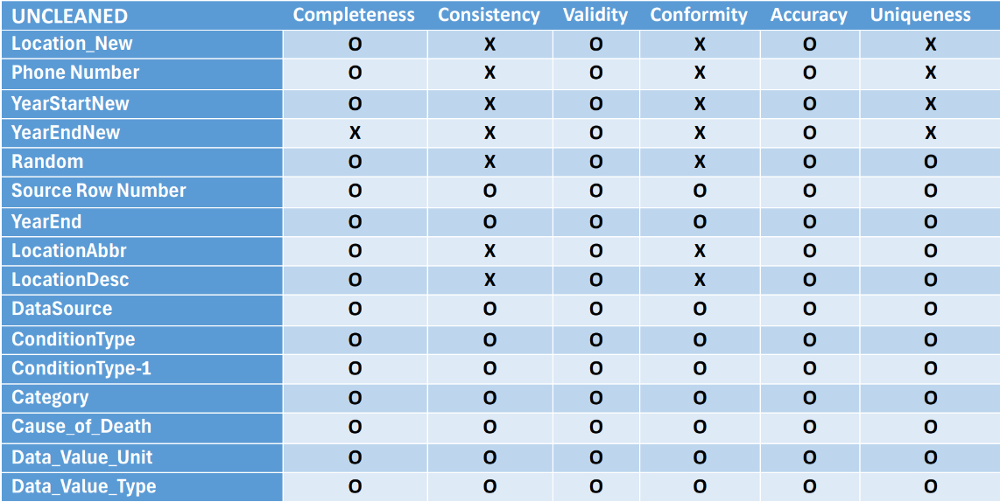 UNCLEANED Completeness Consistency Validity Conformity Accuracy Uniqueness
Location_New O X O X O X
Phone Number O X O X O X
YearStartNew O X O X O X
YearEndNew X X O X O X
Random O X O X O O
Source Row Number O O O O O O
YearEnd O O O O O O
LocationAbbr O X O X O O
LocationDesc O X O X O O
DataSource O O O O O O
ConditionType O O O O O O
ConditionType-1 O O O O O O
Category O O O O O O
Cause_of_Death O O O O O O
Data_Value_Unit O O O O O O
Data_Value_Type O O O O O O